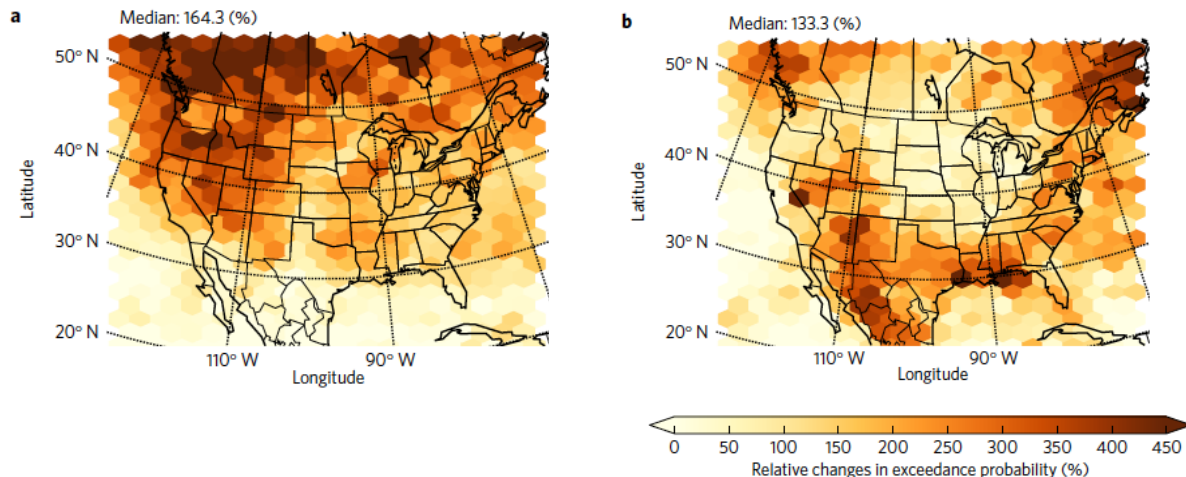 a
Median: 164.3 (%)
50° N
40° N
30° N
20° N
Latitude
110° W
90° W
Longitude
b
Median: 133.3 (%)
50° N
40° N
30° N
20° N
Latitude
110° W
90° W
Longitude
0 50 100 150 200 250 300 350 400 450
Relative changes in exceedance probability (%)